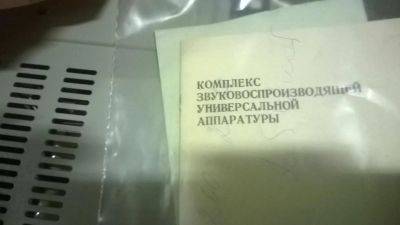 КОМПЛЕКС
ЗВУКОВОСПРОИЗВОДЯЩЕЙ
УНИВЕРСАЛЬНОЙ
АППАРАТУРЫ